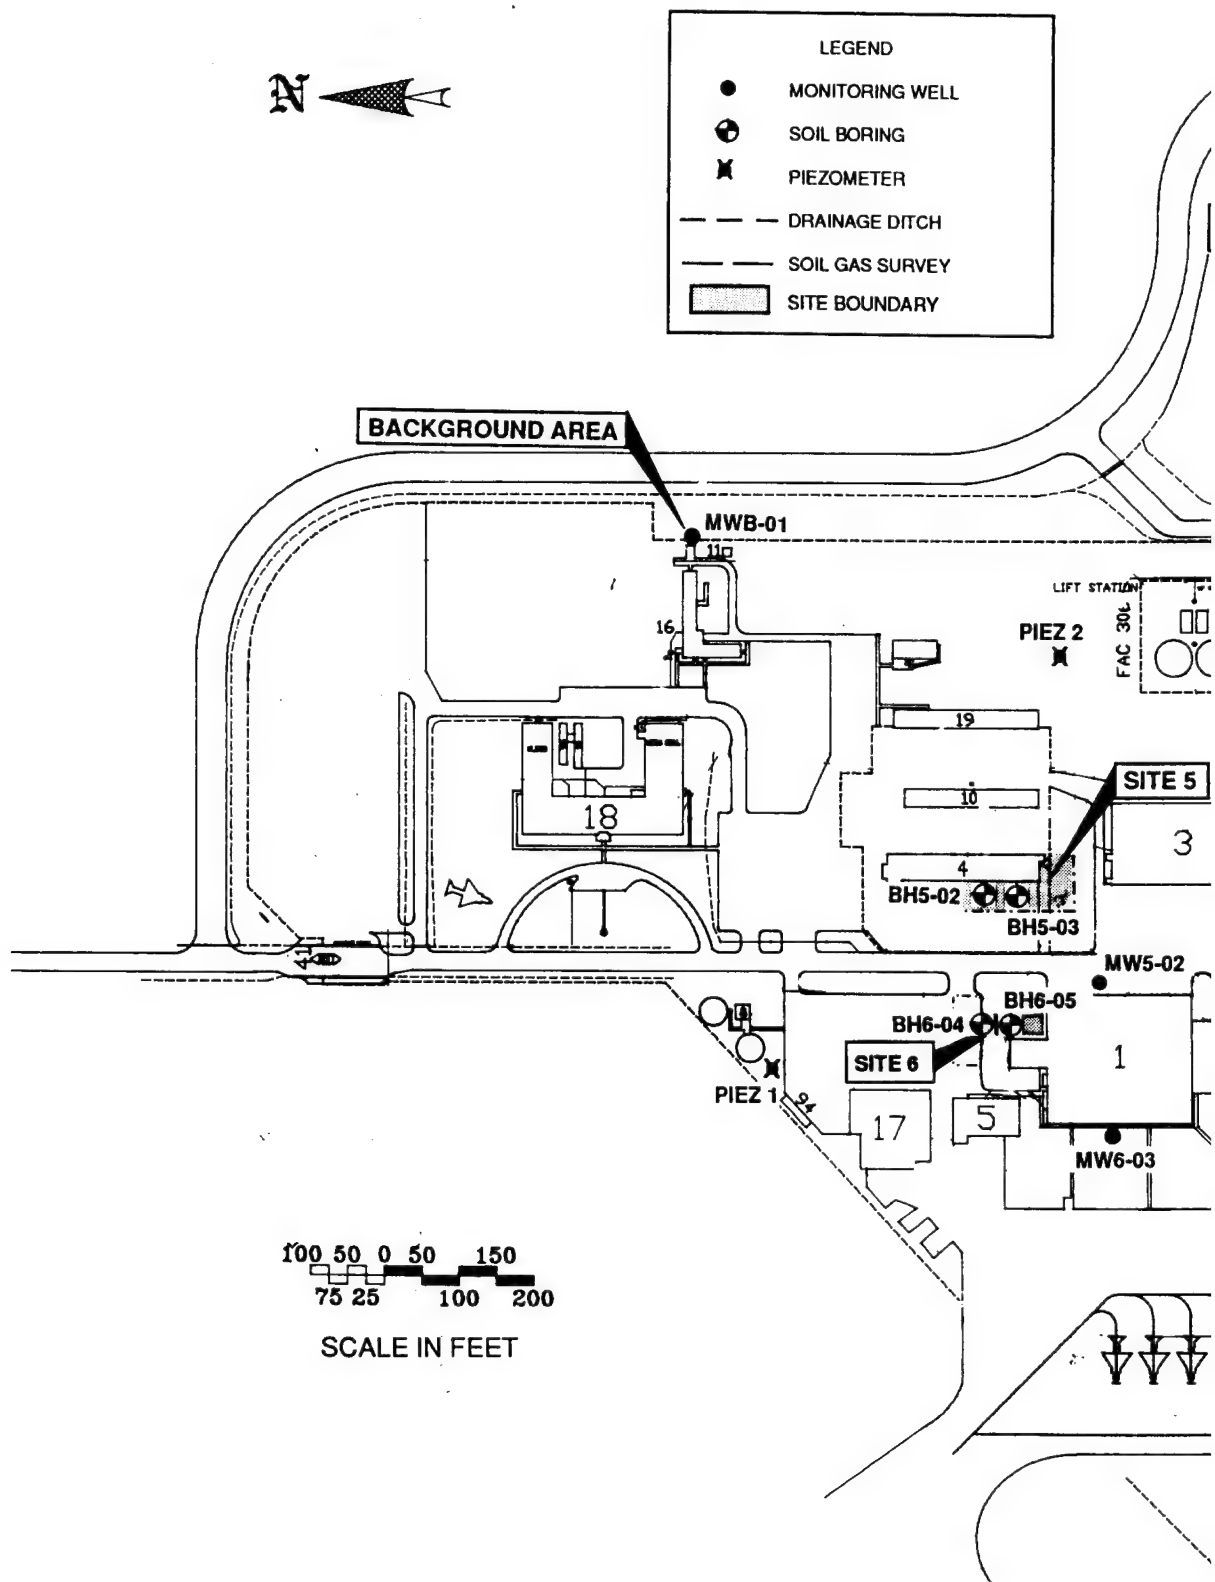 LEGEND
N
MONITORING WELL
SOIL BORING
PIEZOMETER
DRAINAGE DITCH
SOIL GAS SURVEY
SITE BOUNDARY
BACKGROUND AREA
MWB-01
11
LIFT STATION
FAC 306
16
PIEZ 2
19
SITE 5
10
18
3
4
BH5-02
BH5-03
41
MW5-02
BH6-05
BH6-04
SITE 6
1
PIEZ 1
94
17
5
MW6-03
100 50 0 50 150
75 25 100 200
SCALE IN FEET